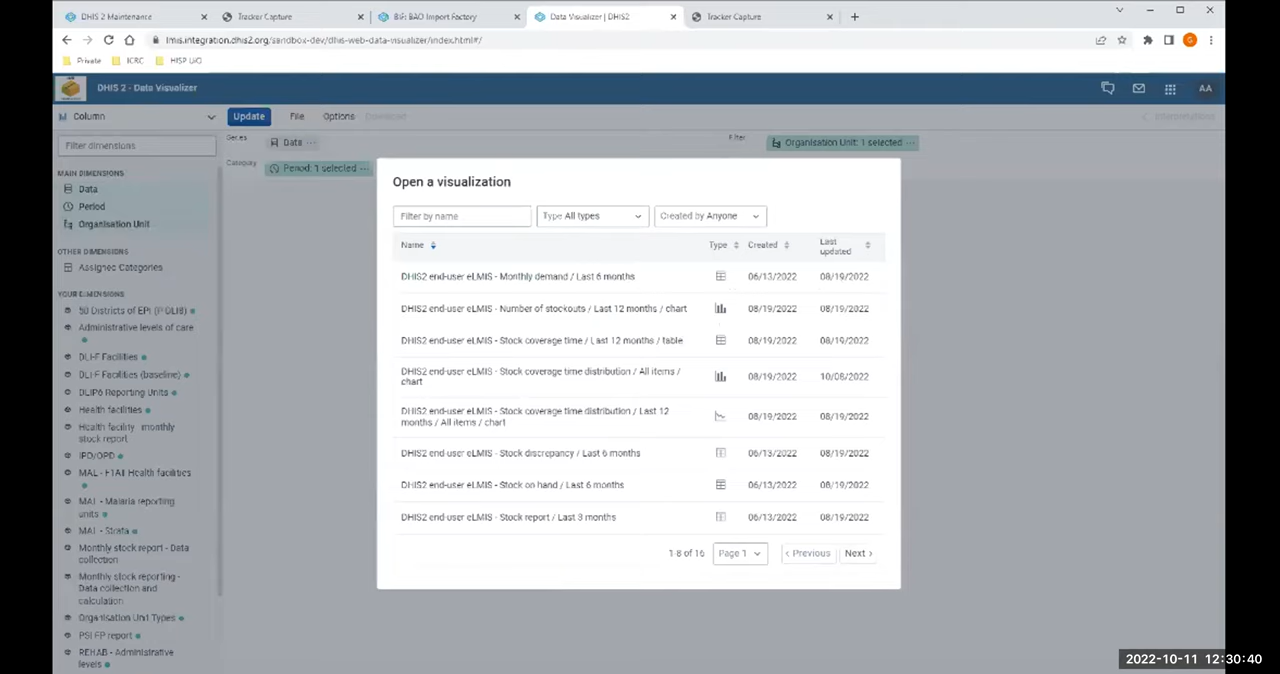 DHIS 2 Maintenance
Tracker Capture
BIFI BAO Import Factory
Data Visualizer | DHIS2
Tracker Capture
lmis.integration.dhis2.org/sandbox-dev/dhis-web-data-visualizer/index.html#/
Private
ICRC
HISP UiO
DHIS 2 - Data Visualizer
AA
Column
Update
File
Options
Download
Interpretations
Filter dimensions
Series
Data
Filter
Organisation Unit: 1 selected
Category
Period: 1 selected
MAIN DIMENSIONS
Data
Period
Organisation Unit
OTHER DIMENSIONS
Assigned Categories
YOUR DIMENSIONS
50 Districts of EPI
Administrative levels of care
DLI-F Facilities
DLI-F Facilities (baseline)
DLIP6 Reporting Units
Health facilities
Health facility - monthly
stock report
IPD/OPD
MAL - Health facilities
MAL - Malaria reporting
units
MAL - Strata
Monthly stock report - Data
collection
Monthly stock reporting -
Data collection and
calculation
Organisation Unit Types
PSI FP report
REHAB - Administrative
levels
Open a visualization
Filter by name
Type All types
Created by Anyone
Name
Type
Created
Last
updated
DHIS2 end-user eLMIS - Monthly demand / Last 6 months 06/13/2022 08/19/2022
DHIS2 end-user eLMIS - Number of stockouts / Last 12 months / chart 08/19/2022 08/19/2022
DHIS2 end-user eLMIS - Stock coverage time / Last 12 months / table 08/19/2022 08/19/2022
DHIS2 end-user eLMIS - Stock coverage time distribution / All items /
chart 08/19/2022 10/08/2022
DHIS2 end-user eLMIS - Stock coverage time distribution / Last 12
months / All items / chart 08/19/2022 08/19/2022
DHIS2 end-user eLMIS - Stock discrepancy / Last 6 months 06/13/2022 08/19/2022
DHIS2 end-user eLMIS - Stock on hand / Last 6 months 06/13/2022 08/19/2022
DHIS2 end-user eLMIS - Stock report / Last 3 months 06/13/2022 08/19/2022
1-8 of 16
Page 1
Previous
Next
2022-10-11 12:30:40